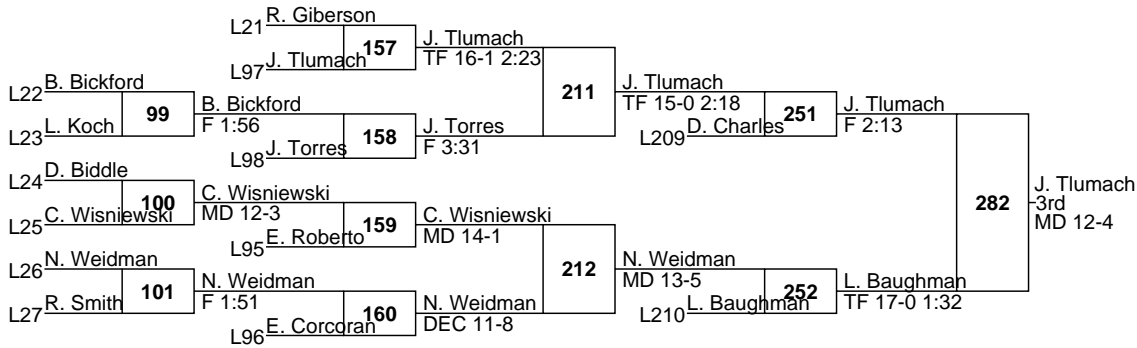 R. Giberson
L21
157
J. Tlumach
TF 16-1 2:23
J. Tlumach
L97
B. Bickford
L22
99
B. Bickford
F 1:56
L. Koch
L23
158
J. Torres
F 3:31
J. Torres
L98
211
J. Tlumach
TF 15-0 2:18
251
J. Tlumach
F 2:13
D. Charles
L209
D. Biddle
L24
100
C. Wisniewski
MD 12-3
C. Wisniewski
L25
159
C. Wisniewski
MD 14-1
E. Roberto
L95
N. Weidman
L26
101
N. Weidman
F 1:51
R. Smith
L27
160
N. Weidman
DEC 11-8
E. Corcoran
L96
212
N. Weidman
MD 13-5
252
L. Baughman
TF 17-0 1:32
L. Baughman
L210
282
J. Tlumach
3rd
MD 12-4